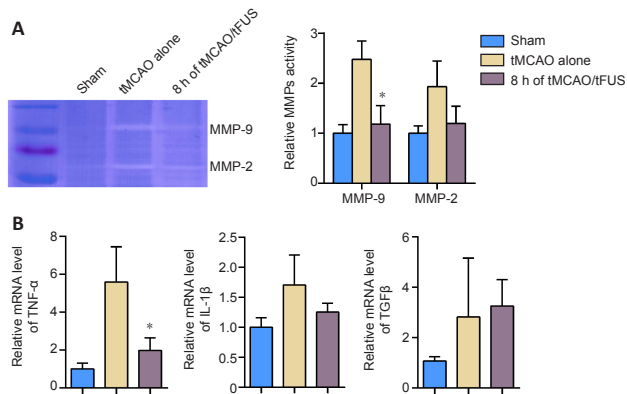 A
Sham
tMCAO alone
8 h of tMCAO/tFUS
MMP-9
MMP-2
Relative MMPs activity
3
2
1
0
*
MMP-9
MMP-2
Sham
tMCAO alone
8 h of tMCAO/tFUS
B
Relative mRNA level
of TNF-α
8
6
4
2
0
*
Relative mRNA level
of IL-1β
2.5
2.0
1.5
1.0
0.5
0.0
Relative mRNA level
of TGFβ
6
4
2
0